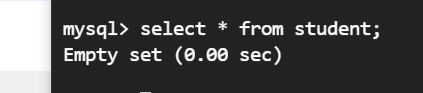 mysql> select * from student;
Empty set (0.00 sec)